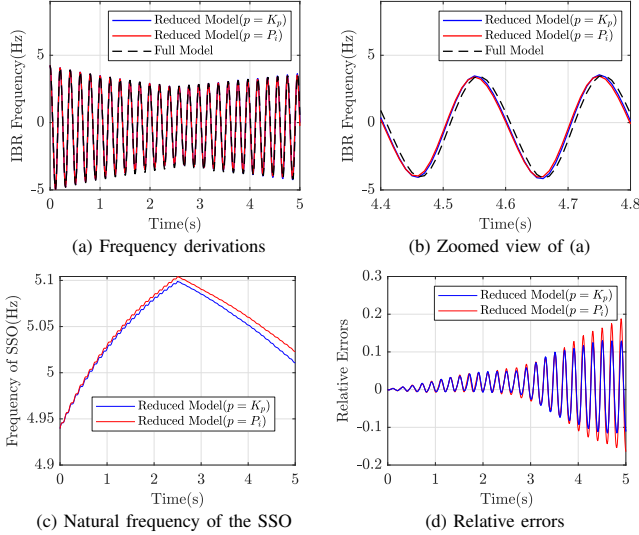 Reduced Model(p = K_p)
Reduced Model(p = P_i)
Full Model
IBR Frequency(Hz)
5
0
-5
0 1 2 3 4 5
Time(s)
(a) Frequency derivations
Reduced Model(p = K_p)
Reduced Model(p = P_i)
Full Model
IBR Frequency(Hz)
5
0
-5
4.4 4.5 4.6 4.7 4.8
Time(s)
(b) Zoomed view of (a)
Frequency of SSO(Hz)
5.1
5.05
5
4.95
4.9
Reduced Model(p = K_p)
Reduced Model(p = P_i)
0 1 2 3 4 5
Time(s)
(c) Natural frequency of the SSO
Reduced Model(p = K_p)
Reduced Model(p = P_i)
Relative Errors
0.3
0.2
0.1
0
-0.1
-0.2
0 1 2 3 4 5
Time(s)
(d) Relative errors